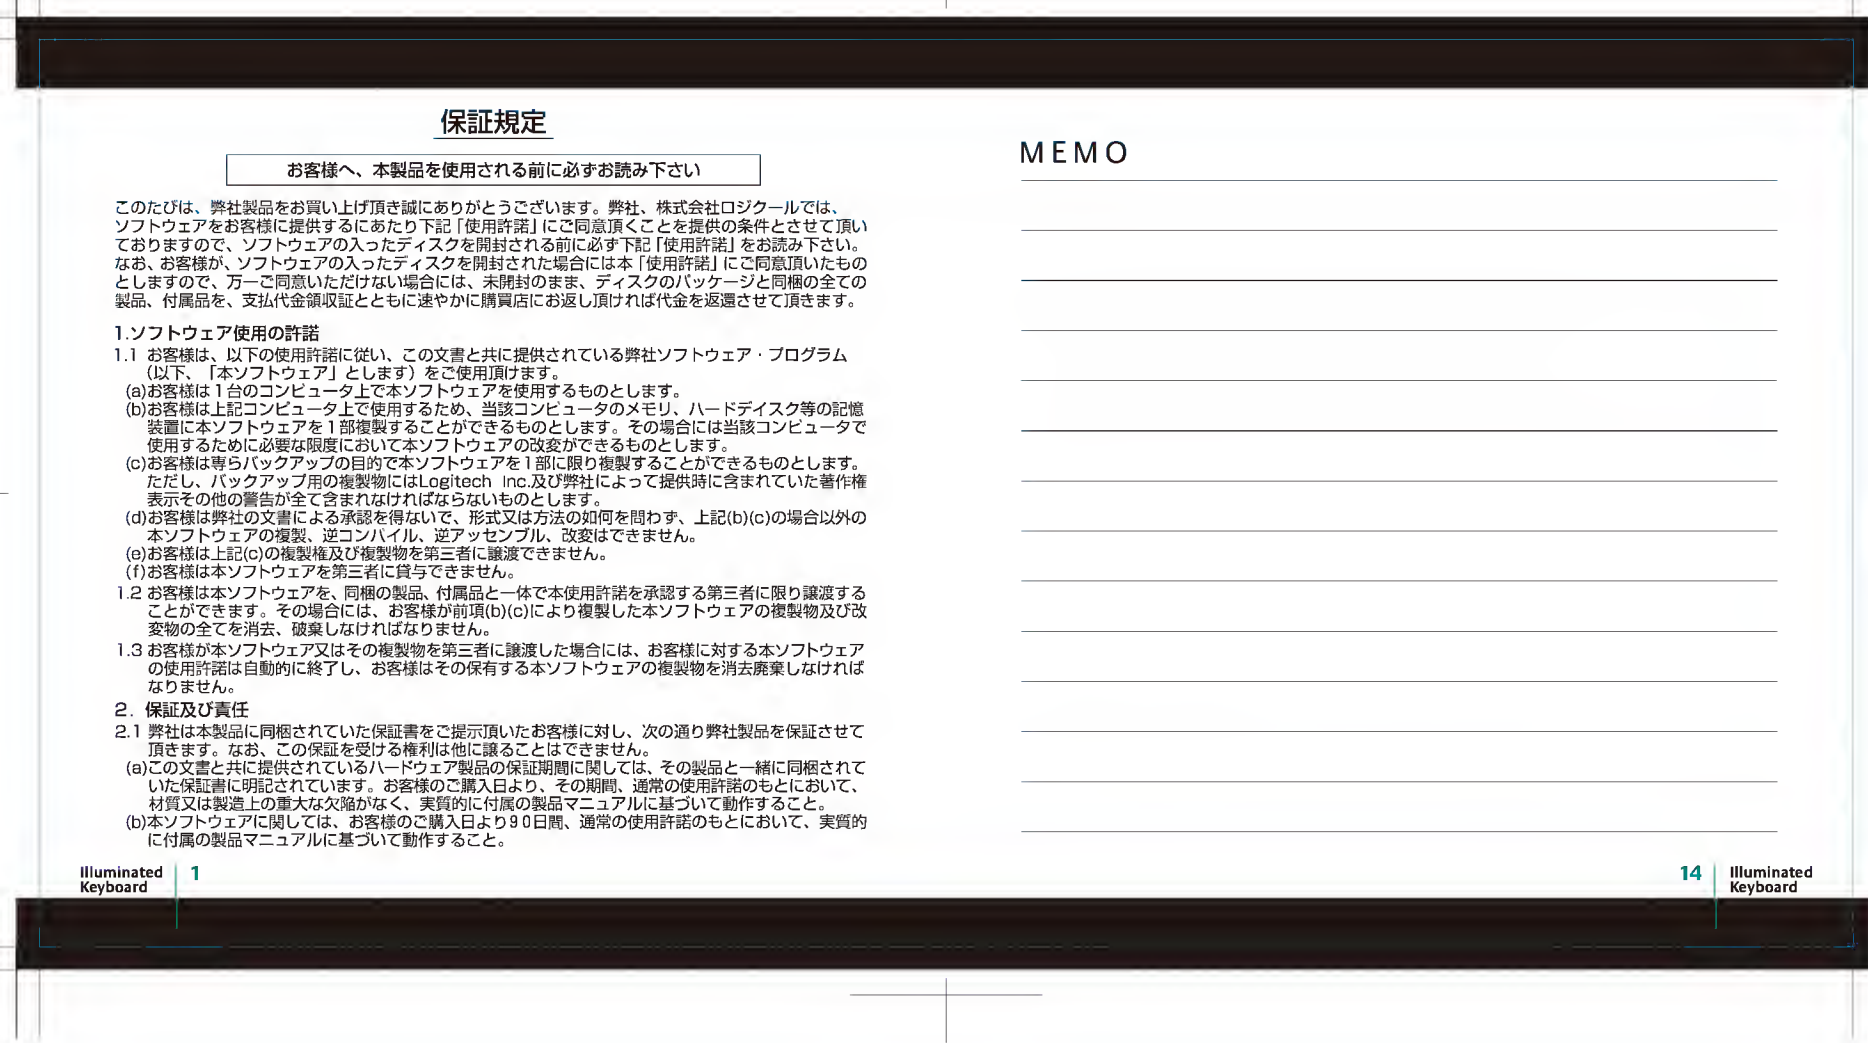 保証規定
お客様へ、本製品を使用される前に必ずお読み下さい
このたびは、弊社製品をお買い上げ頂き誠にありがとうございます。弊社、株式会社ロジクールでは、
ソフトウェアをお客様に提供するにあたり下記「使用許諾」にご同意頂くことを提供の条件とさせて頂い
ておりますので、ソフトウェアの入ったディスクを開封される前に必ず下記「使用許諾」をお読み下さい。
なお、お客様が、ソフトウェアの入ったディスクを開封された場合には本「使用許諾」にご同意頂いたもの
としますので、万一ご同意いただけない場合には、未開封のまま、ディスクのパッケージと同梱の全ての
製品、付属品を、支払代金領収証とともに速やかに購買店にお返し頂ければ代金を返還させて頂きます。
1.ソフトウェア使用の許諾
1.1 お客様は、以下の使用許諾に従い、この文書と共に提供されている弊社ソフトウェア・プログラム
（以下、「本ソフトウェア」とします）をご使用頂けます。
(a)お客様は1台のコンピュータ上で本ソフトウェアを使用するものとします。
(b)お客様は上記コンピュータ上で使用するため、当該コンピュータのメモリ、ハードデイスク等の記憶
装置に本ソフトウェアを1部複製することができるものとします。その場合には当該コンピュータで
使用するために必要な限度において本ソフトウェアの改変ができるものとします。
(c)お客様は専らバックアップの目的で本ソフトウェアを1部に限り複製することができるものとします。
ただし、バックアップ用の複製物にはLogitech Inc.及び弊社によって提供時に含まれていた著作権
表示その他の警告が全て含まれなければならないものとします。
(d)お客様は弊社の文書による承認を得ないで、形式又は方法の如何を問わず、上記(b)(c)の場合以外の
本ソフトウェアの複製、逆コンパイル、逆アッセンブル、改変はできません。
(e)お客様は上記(c)の複製権及び複製物を第三者に譲渡できません。
(f)お客様は本ソフトウェアを第三者に貸与できません。
1.2 お客様は本ソフトウェアを、同梱の製品、付属品と一体で本使用許諾を承認する第三者に限り譲渡する
ことができます。その場合には、お客様が前項(b)(c)により複製した本ソフトウェアの複製物及び改
変物の全てを消去、破棄しなければなりません。
1.3 お客様が本ソフトウェア又はその複製物を第三者に譲渡した場合には、お客様に対する本ソフトウェア
の使用許諾は自動的に終了し、お客様はその保有する本ソフトウェアの複製物を消去廃棄しなければ
なりません。
2. 保証及び責任
2.1 弊社は本製品に同梱されていた保証書をご提示頂いたお客様に対し、次の通り弊社製品を保証させて
頂きます。なお、この保証を受ける権利は他に譲ることはできません。
(a)この文書と共に提供されているハードウェア製品の保証期間に関しては、その製品と一緒に同梱されて
いた保証書に明記されています。お客様のご購入日より、その期間、通常の使用許諾のもとにおいて、
材質又は製造上の重大な欠陥がなく、実質的に付属の製品マニュアルに基づいて動作すること。
(b)本ソフトウェアに関しては、お客様のご購入日より90日間、通常の使用許諾のもとにおいて、実質的
に付属の製品マニュアルに基づいて動作すること。
Illuminated
Keyboard
1
MEMO
14
Illuminated
Keyboard